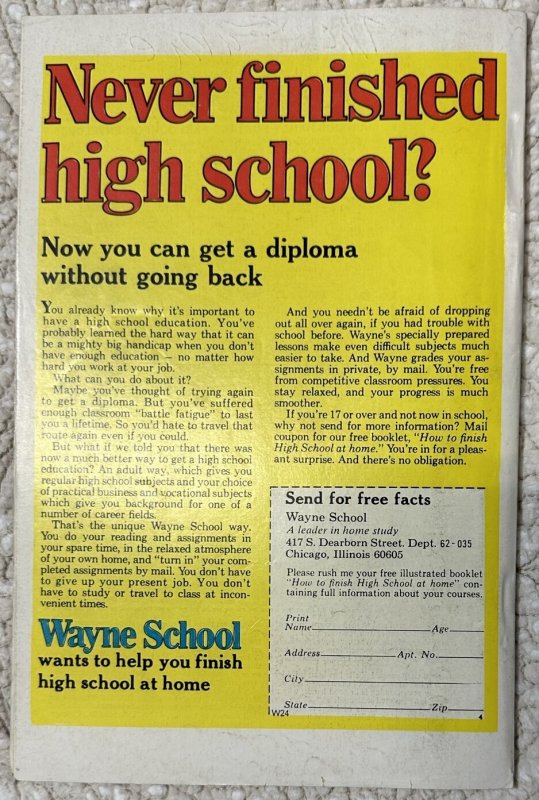 Never finished
high school?
Now you can get a diploma
without going back
You already know why it's important to
have a high school education. You've
probably learned the hard way that it can
be a mighty big handicap when you don't
have enough education — no matter how
hard you work at your job.
What can you do about it?
Maybe you've thought of trying again
to get a diploma. But you've suffered
enough classroom "battle fatigue" to last
you a lifetime. So you'd hate to travel that
route again even if you could.
But what if we told you that there was
now a much better way to get a high school
education? An adult way, which gives you
regular high school subjects and your choice
of practical business and vocational subjects
which give you background for one of a
number of career fields.
That's the unique Wayne School way.
You do your reading and assignments in
your spare time, in the relaxed atmosphere
of your own home, and "turn in" your com-
pleted assignments by mail. You don't have
to give up your present job. You don't
have to study or travel to class at incon-
venient times.
Wayne School
wants to help you finish
high school at home
And you needn't be afraid of dropping
out all over again, if you had trouble with
school before. Wayne's specially prepared
lessons make even difficult subjects much
easier to take. And Wayne grades your as-
signments in private, by mail. You're free
from competitive classroom pressures. You
stay relaxed, and your progress is much
smoother.
If you're 17 or over and not now in school,
why not send for more information? Mail
coupon for our free booklet, "How to finish
High School at home." You're in for a pleas-
ant surprise. And there's no obligation.
Send for free facts
Wayne School
A leader in home study
417 S. Dearborn Street. Dept. 62-035
Chicago, Illinois 60605
Please rush me your free illustrated booklet
"How to finish High School at home" con-
taining full information about your courses.
Print
Name Age
Address Apt. No.
City
State Zip
W24 4